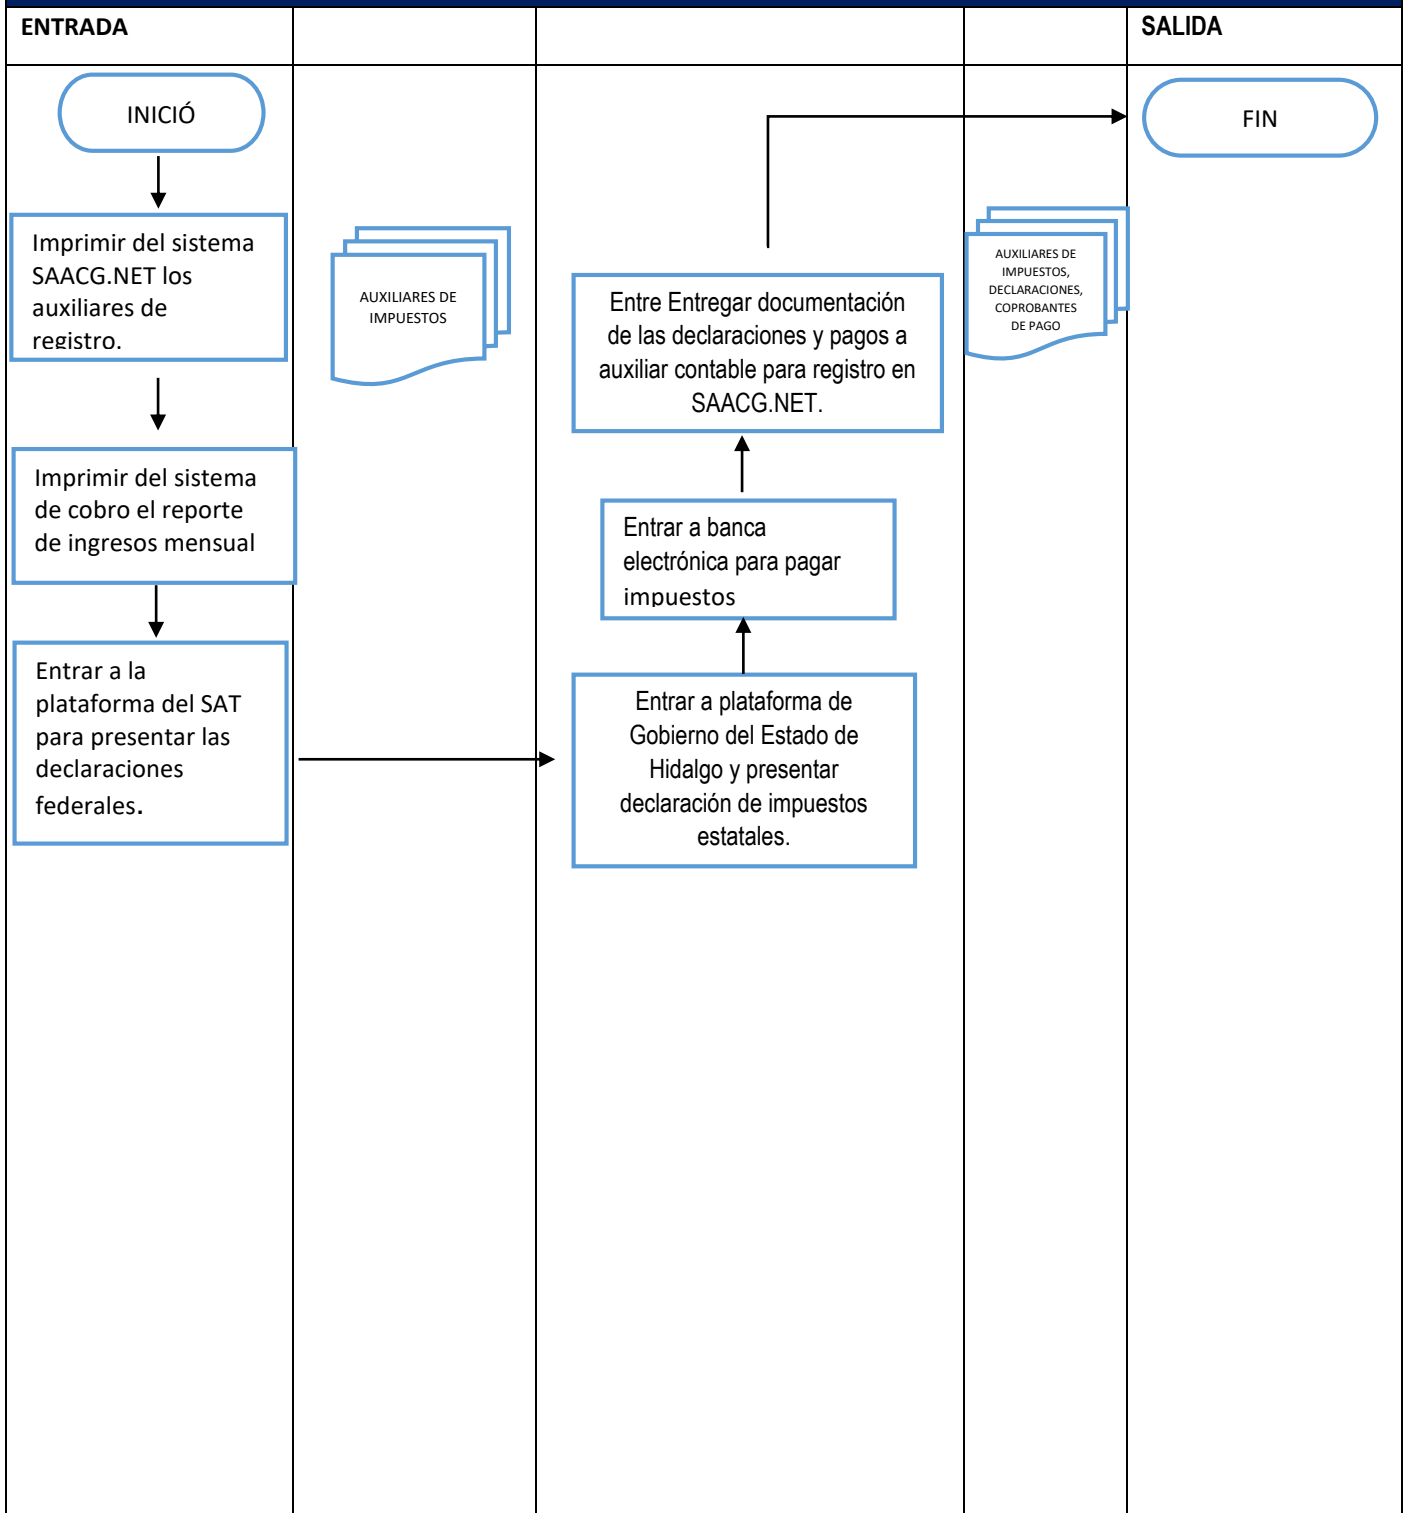 ENTRADA
SALIDA
INICIÓ
Imprimir del sistema
SAACG.NET los
auxiliares de
registro.
Imprimir del sistema
de cobro el reporte
de ingresos mensual
Entrar a la
plataforma del SAT
para presentar las
declaraciones
federales.
AUXILIARES DE
IMPUESTOS
Entre Entregar documentación
de las declaraciones y pagos a
auxiliar contable para registro en
SAACG.NET.
Entrar a banca
electrónica para pagar
impuestos
Entrar a plataforma de
Gobierno del Estado de
Hidalgo y presentar
declaración de impuestos
estatales.
AUXILIARES DE
IMPUESTOS,
DECLARACIONES,
COPROBANTES
DE PAGO
FIN